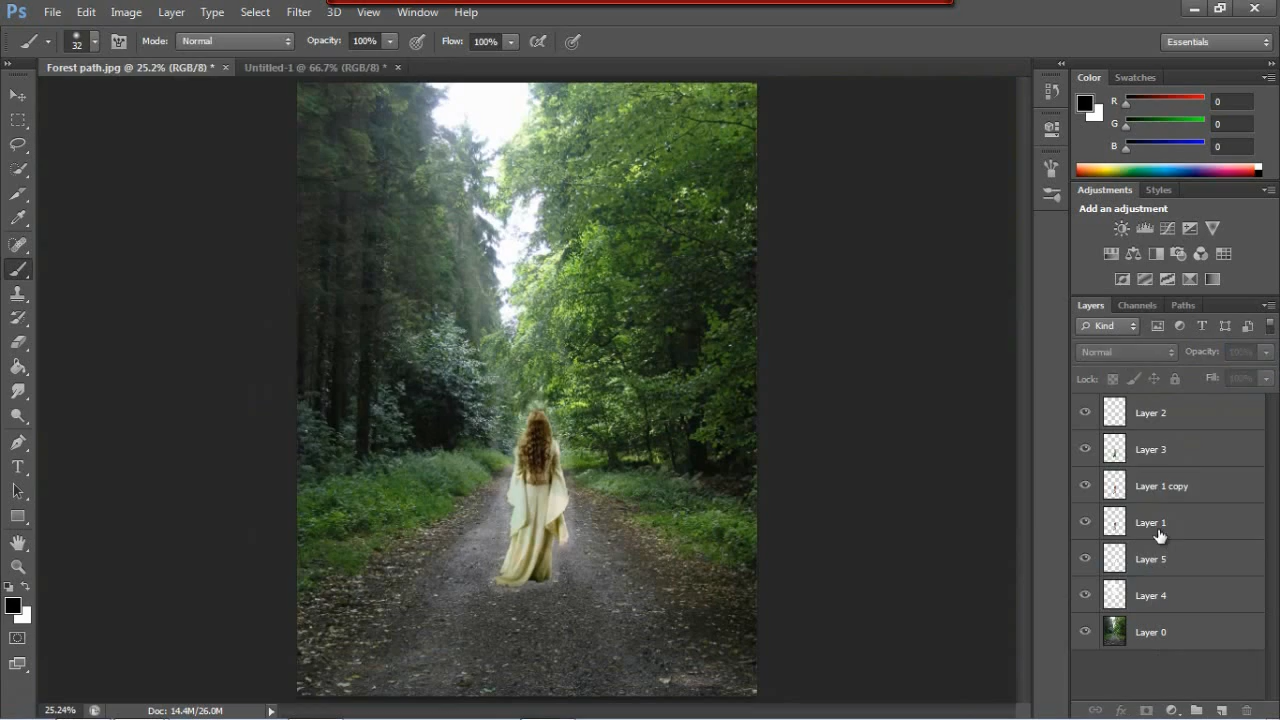 Ps File Edit Image Layer Type Select Filter 3D View Window Help
32 Mode: Normal Opacity: 100% Flow: 100% Essentials
Forest path.jpg @ 25.2% (RGB/8) * × Untitled-1 @ 66.7% (RGB/8) * ×
Color Swatches
R 0
G 0
B 0
Adjustments Styles
Add an adjustment
Layers Channels Paths
Kind
Normal Opacity: 100%
Lock: Fill: 100%
Layer 2
Layer 3
Layer 1 copy
Layer 1
Layer 5
Layer 4
Layer 0
25.24% Doc: 14.4M/26.0M